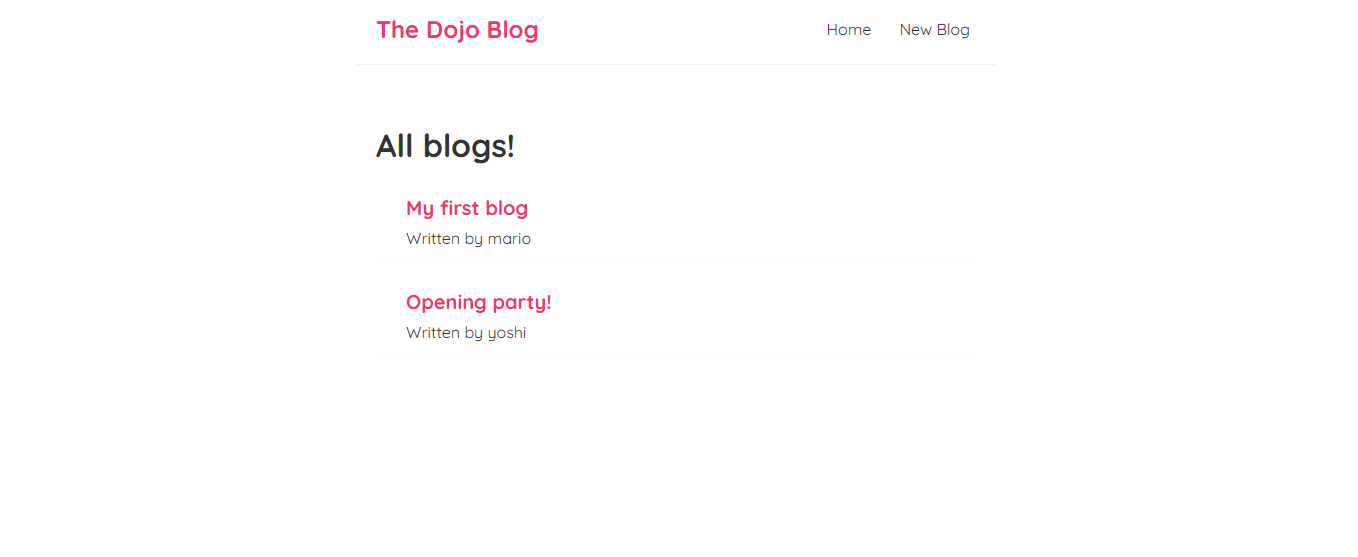 The Dojo Blog
Home New Blog
All blogs!
My first blog
Written by mario
Opening party!
Written by yoshi